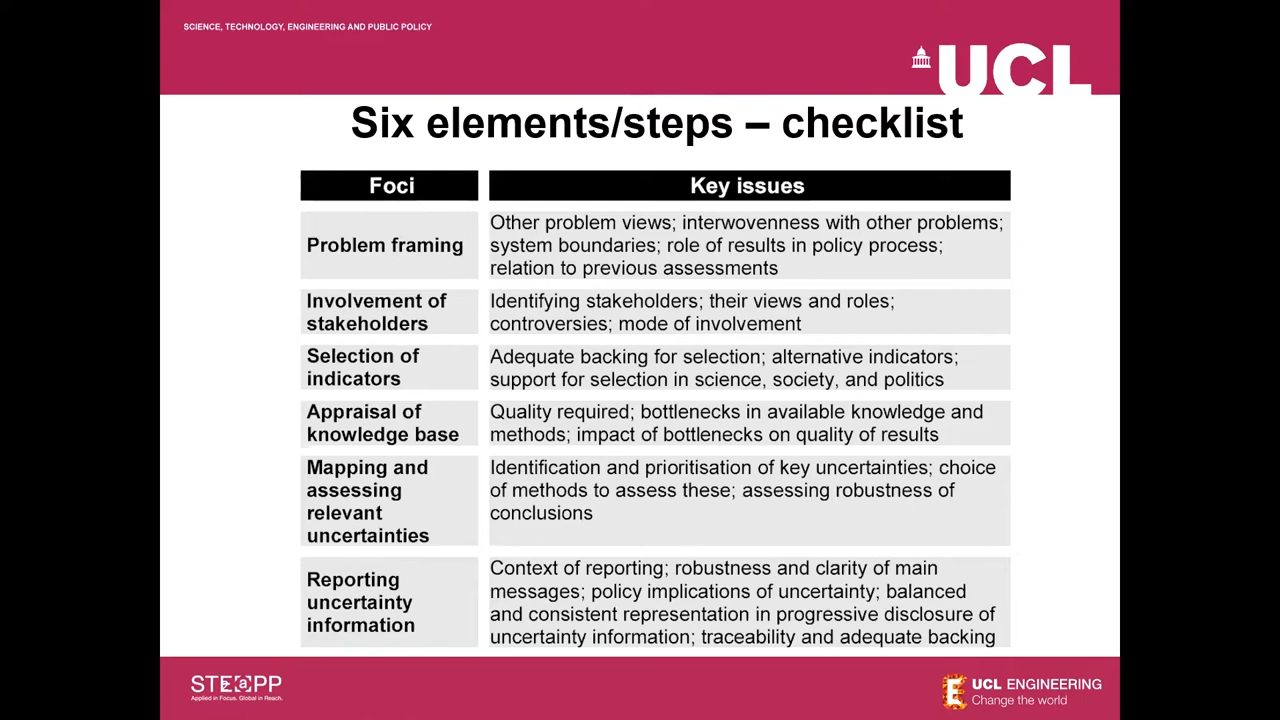 SCIENCE, TECHNOLOGY, ENGINEERING AND PUBLIC POLICY
UCL
Six elements/steps – checklist
Foci
Key issues
Problem framing
Other problem views; interwovenness with other problems;
system boundaries; role of results in policy process;
relation to previous assessments
Involvement of
stakeholders
Identifying stakeholders; their views and roles;
controversies; mode of involvement
Selection of
indicators
Adequate backing for selection; alternative indicators;
support for selection in science, society, and politics
Appraisal of
knowledge base
Quality required; bottlenecks in available knowledge and
methods; impact of bottlenecks on quality of results
Mapping and
assessing
relevant
uncertainties
Identification and prioritisation of key uncertainties; choice
of methods to assess these; assessing robustness of
conclusions
Reporting
uncertainty
information
Context of reporting; robustness and clarity of main
messages; policy implications of uncertainty; balanced
and consistent representation in progressive disclosure of
uncertainty information; traceability and adequate backing
STEaPP
Applied in Focus. Global in Reach.
UCL ENGINEERING
Change the world